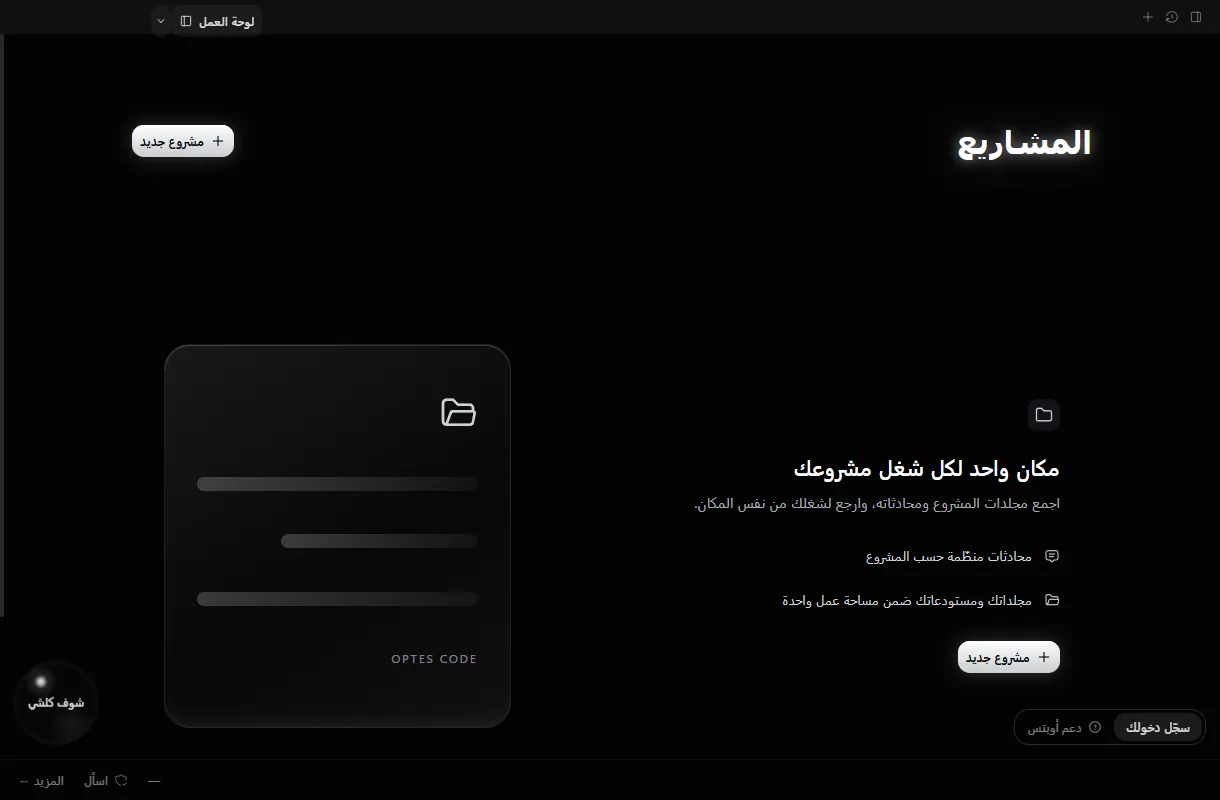 لوحة العمل
المشاريع
مشروع جديد
مكان واحد لكل شغل مشروعك
اجمع مجلدات المشروع ومحادثاته، وارجع لشغلك من نفس المكان.
محادثات منظّمة حسب المشروع
مجلداتك ومستودعاتك ضمن مساحة عمل واحدة
مشروع جديد
OPTES CODE
شوف كلشي
سجّل دخولك
دعم أوبتس
—
اسأل
المزيد ···